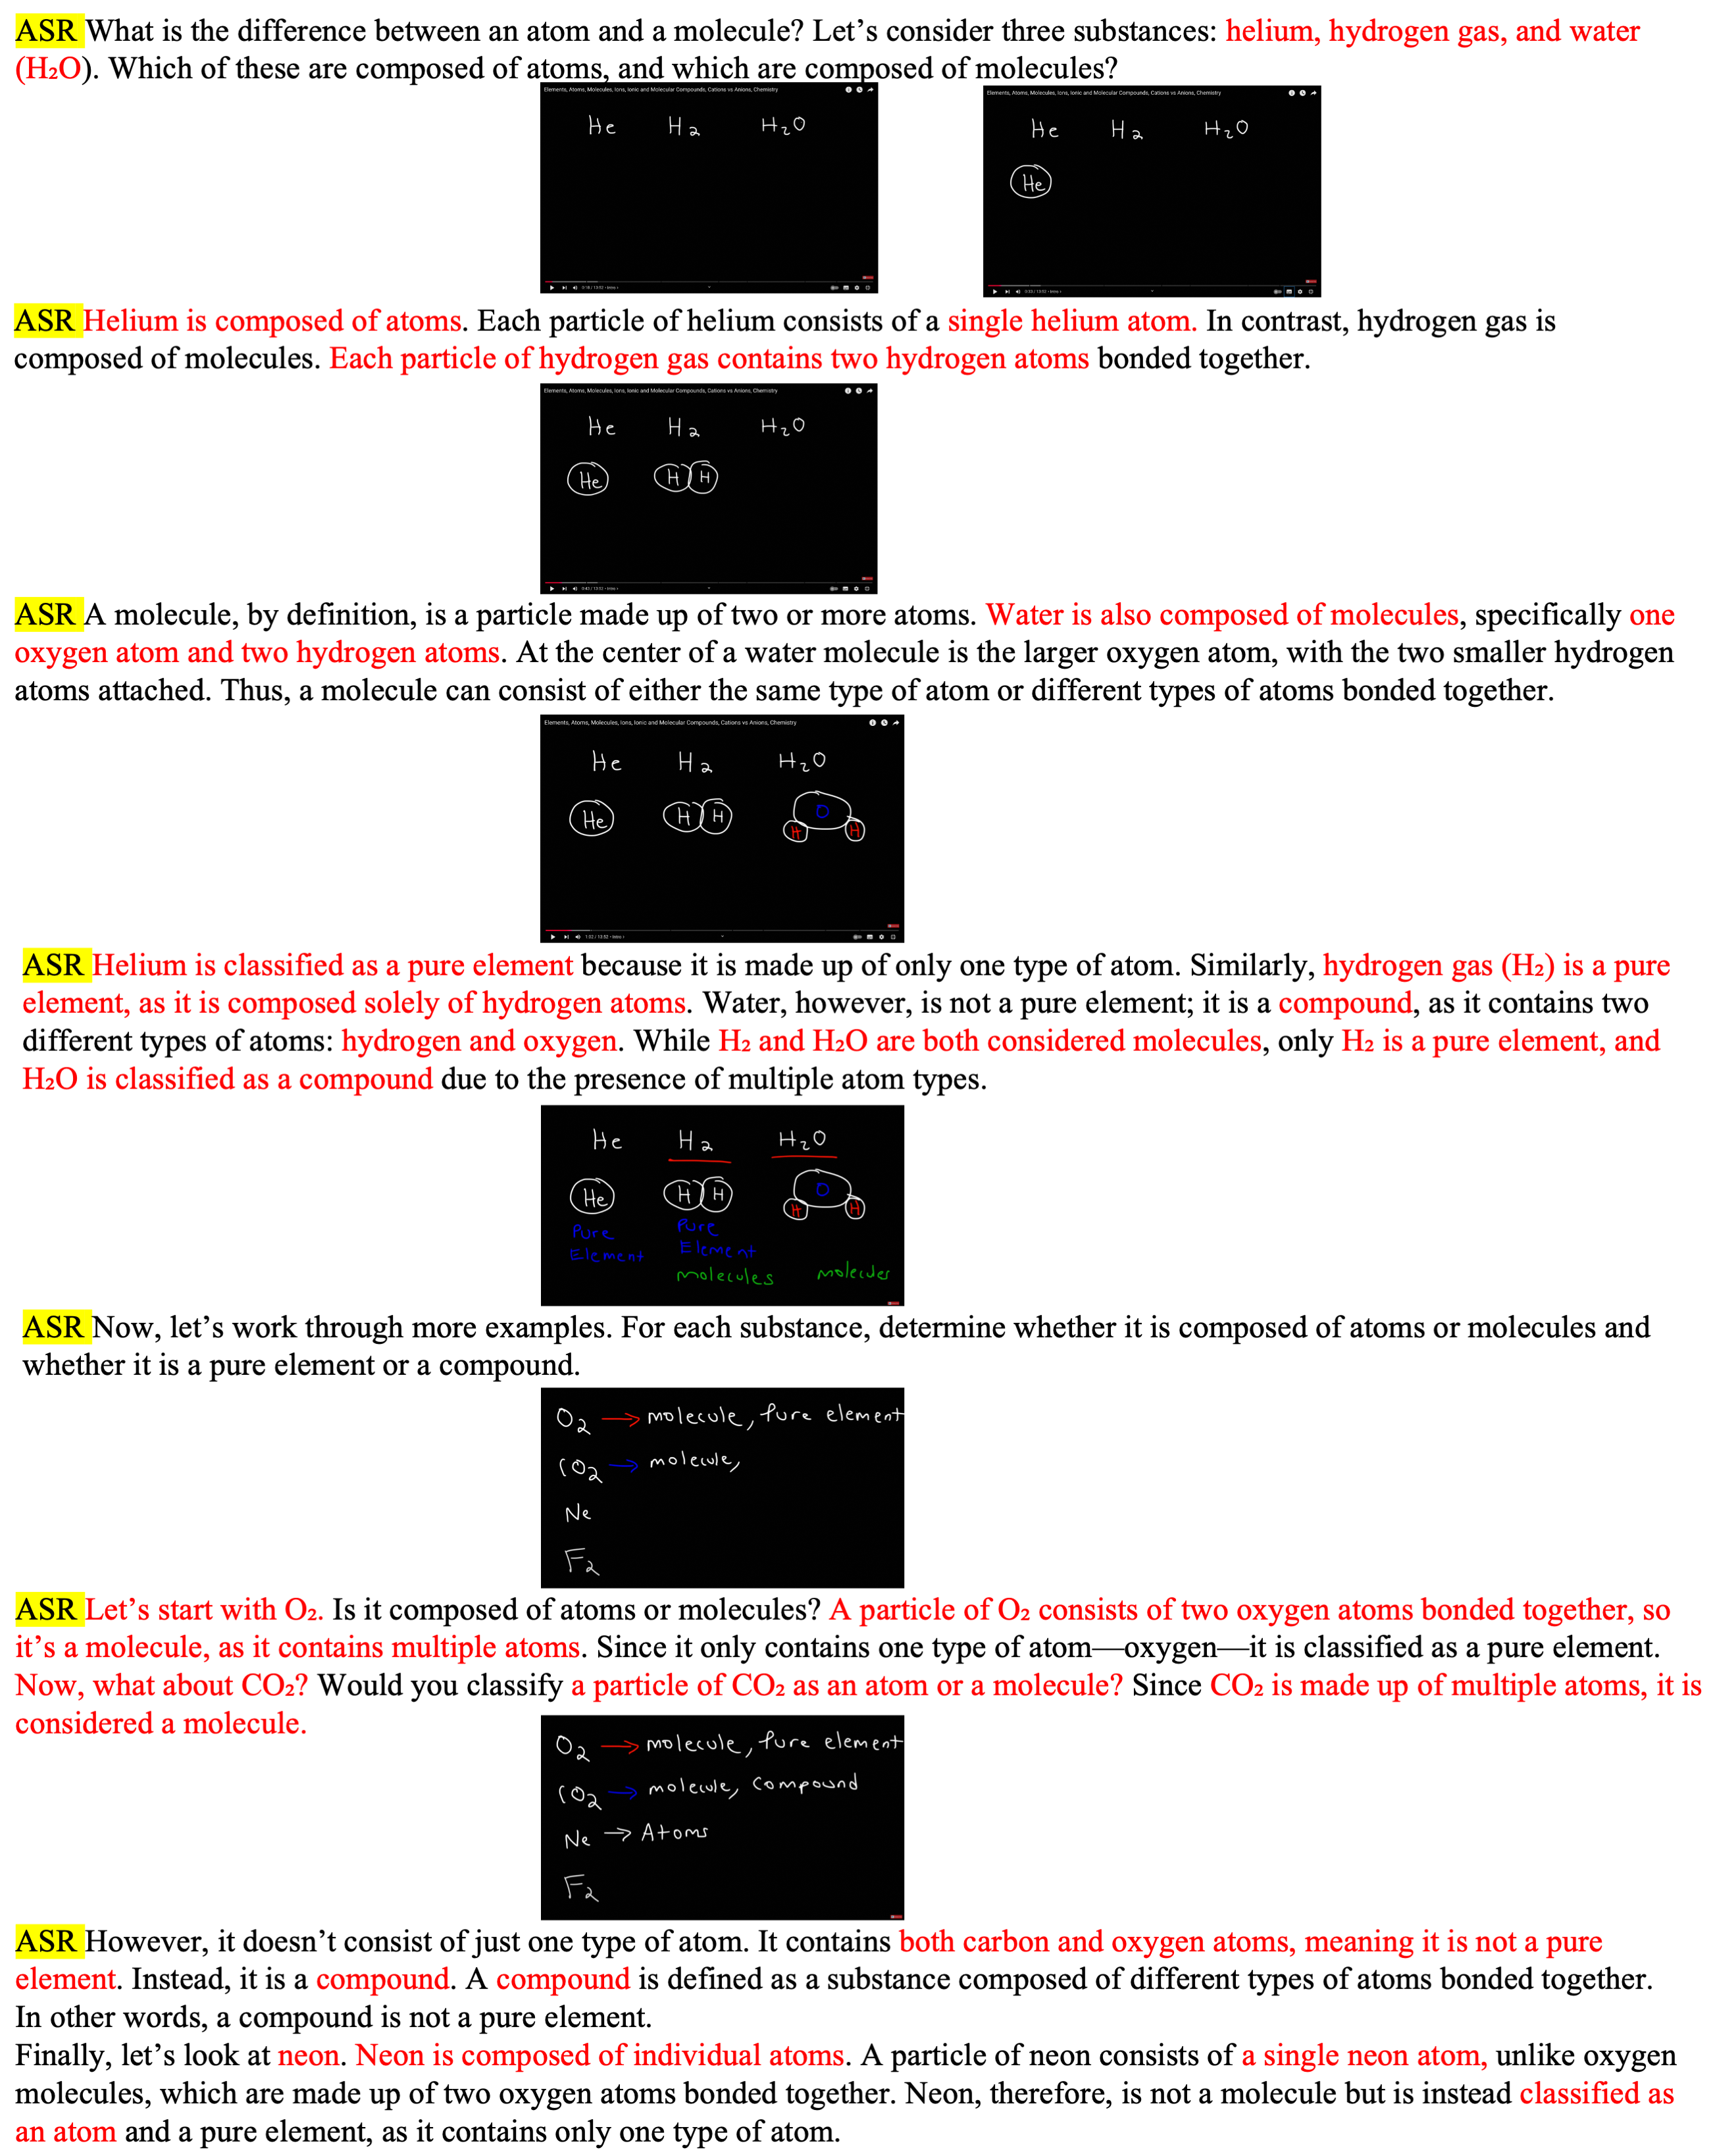 ASR What is the difference between an atom and a molecule? Let’s consider three substances: helium, hydrogen gas, and water
(H₂O). Which of these are composed of atoms, and which are composed of molecules?
Elements, Atoms, Molecules, Ions, Ionic and Molecular Compounds, Cations vs Anions, Chemistry
He H₂ H₂O
Elements, Atoms, Molecules, Ions, Ionic and Molecular Compounds, Cations vs Anions, Chemistry
He H₂ H₂O
He
ASR Helium is composed of atoms. Each particle of helium consists of a single helium atom. In contrast, hydrogen gas is
composed of molecules. Each particle of hydrogen gas contains two hydrogen atoms bonded together.
Elements, Atoms, Molecules, Ions, Ionic and Molecular Compounds, Cations vs Anions, Chemistry
He H₂ H₂O
He H H
ASR A molecule, by definition, is a particle made up of two or more atoms. Water is also composed of molecules, specifically one
oxygen atom and two hydrogen atoms. At the center of a water molecule is the larger oxygen atom, with the two smaller hydrogen
atoms attached. Thus, a molecule can consist of either the same type of atom or different types of atoms bonded together.
Elements, Atoms, Molecules, Ions, Ionic and Molecular Compounds, Cations vs Anions, Chemistry
He H₂ H₂O
He H H O
H H
1:02 / 13:52 • Intro ›
ASR Helium is classified as a pure element because it is made up of only one type of atom. Similarly, hydrogen gas (H₂) is a pure
element, as it is composed solely of hydrogen atoms. Water, however, is not a pure element; it is a compound, as it contains two
different types of atoms: hydrogen and oxygen. While H₂ and H₂O are both considered molecules, only H₂ is a pure element, and
H₂O is classified as a compound due to the presence of multiple atom types.
He H₂ H₂O
He H H O
H H
Pure Pure
Element Element
molecules molecules
ASR Now, let’s work through more examples. For each substance, determine whether it is composed of atoms or molecules and
whether it is a pure element or a compound.
O₂ → molecule, Pure element
CO₂ → molecule,
Ne
F₂
ASR Let’s start with O₂. Is it composed of atoms or molecules? A particle of O₂ consists of two oxygen atoms bonded together, so
it’s a molecule, as it contains multiple atoms. Since it only contains one type of atom—oxygen—it is classified as a pure element.
Now, what about CO₂? Would you classify a particle of CO₂ as an atom or a molecule? Since CO₂ is made up of multiple atoms, it is
considered a molecule.
O₂ → molecule, Pure element
CO₂ → molecule, Compound
Ne → Atoms
F₂
ASR However, it doesn’t consist of just one type of atom. It contains both carbon and oxygen atoms, meaning it is not a pure
element. Instead, it is a compound. A compound is defined as a substance composed of different types of atoms bonded together.
In other words, a compound is not a pure element.
Finally, let’s look at neon. Neon is composed of individual atoms. A particle of neon consists of a single neon atom, unlike oxygen
molecules, which are made up of two oxygen atoms bonded together. Neon, therefore, is not a molecule but is instead classified as
an atom and a pure element, as it contains only one type of atom.